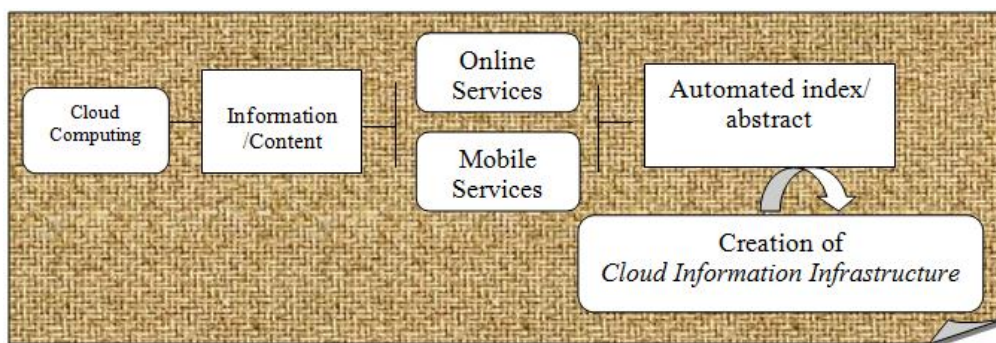 Cloud
Computing
Information
/Content
Online
Services
Mobile
Services
Automated index/
abstract
Creation of
Cloud Information Infrastructure